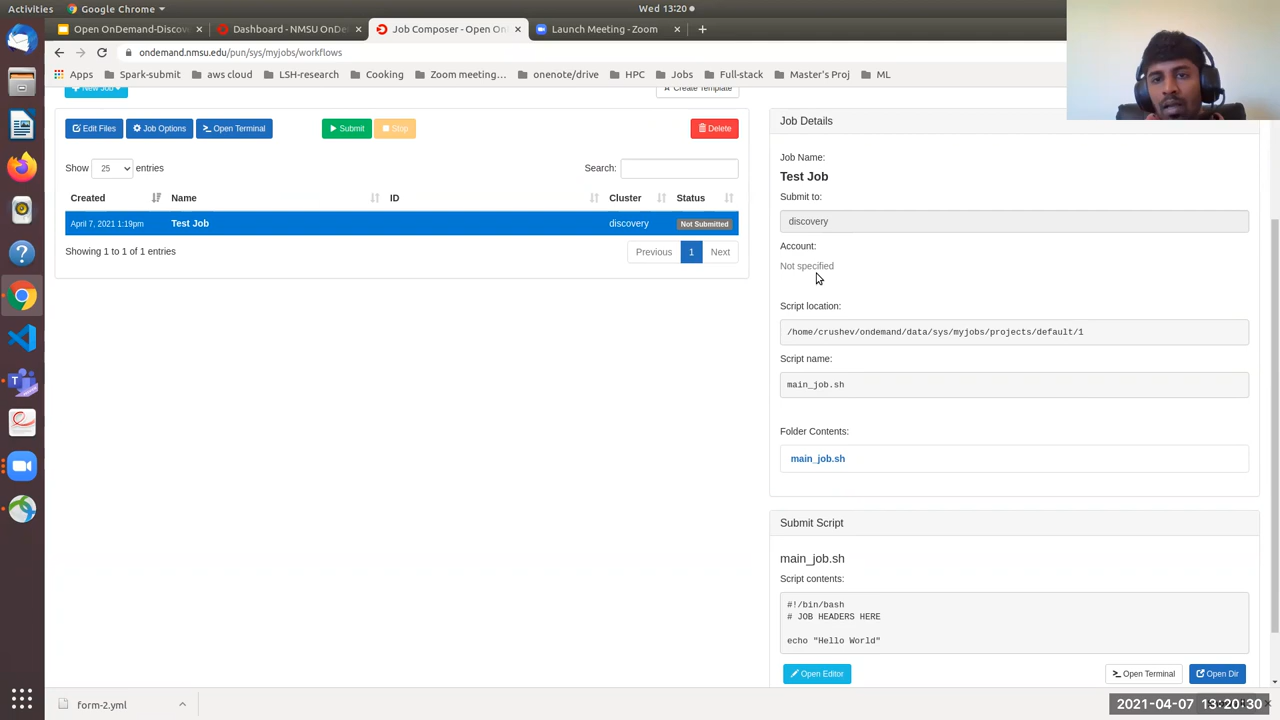 Activities
Google Chrome
Wed 13:20
Open OnDemand-Discov
Dashboard - NMSU OnDe
Job Composer - Open On
Launch Meeting - Zoom
ondemand.nmsu.edu/pun/sys/myjobs/workflows
Apps
Spark-submit
aws cloud
LSH-research
Cooking
Zoom meeting…
onenote/drive
HPC
Jobs
Full-stack
Master's Proj
ML
New Job
Create Template
Edit Files
Job Options
Open Terminal
Submit
Stop
Delete
Show 25 entries
Search:
Created Name ID Cluster Status
April 7, 2021 1:19pm Test Job discovery Not Submitted
Showing 1 to 1 of 1 entries
Previous 1 Next
Job Details
Job Name:
Test Job
Submit to:
discovery
Account:
Not specified
Script location:
/home/crushev/ondemand/data/sys/myjobs/projects/default/1
Script name:
main_job.sh
Folder Contents:
main_job.sh
Submit Script
main_job.sh
Script contents:
#!/bin/bash
# JOB HEADERS HERE
echo "Hello World"
Open Editor
Open Terminal
Open Dir
form-2.yml
2021-04-07 13:20:30